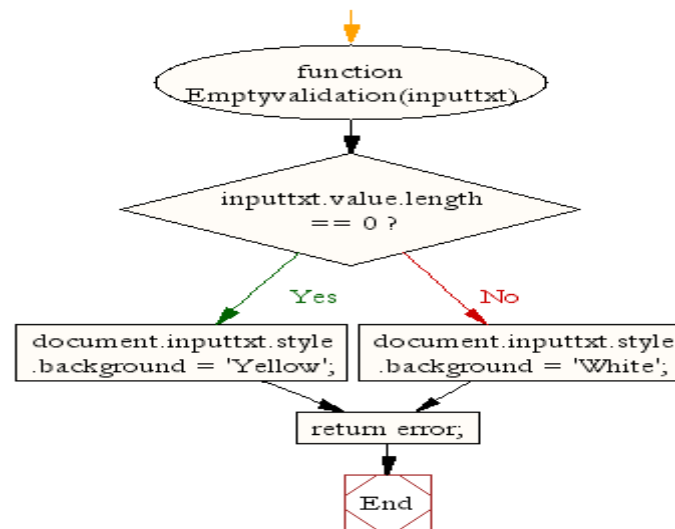 function
Emptyvalidation(inputtxt)
inputtxt.value.length
== 0 ?
Yes
No
document.inputtxt.style
.background = 'Yellow';
document.inputtxt.style
.background = 'White';
return error;
End